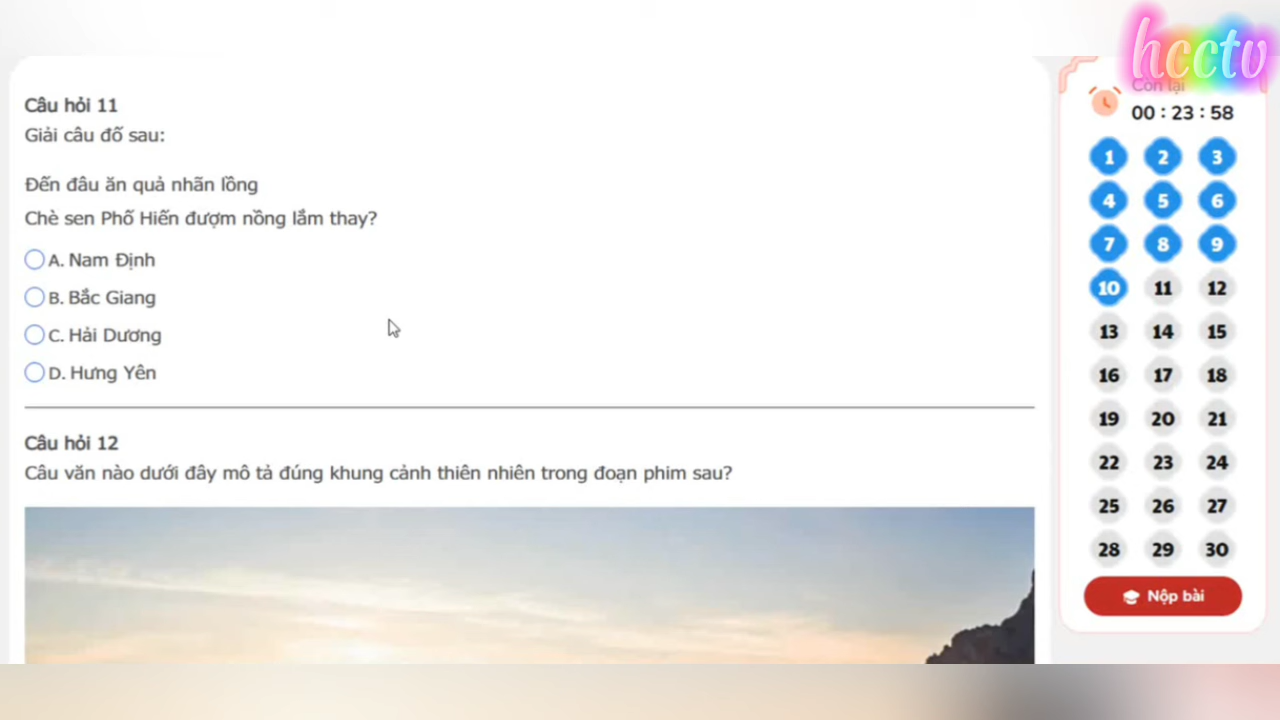 hcctv
Còn lại
00 : 23 : 58
Câu hỏi 11
Giải câu đố sau:
Đến đâu ăn quả nhãn lồng
Chè sen Phố Hiến đượm nồng lắm thay?
A. Nam Định
B. Bắc Giang
C. Hải Dương
D. Hưng Yên
Câu hỏi 12
Câu văn nào dưới đây mô tả đúng khung cảnh thiên nhiên trong đoạn phim sau?
1 2 3
4 5 6
7 8 9
10 11 12
13 14 15
16 17 18
19 20 21
22 23 24
25 26 27
28 29 30
Nộp bài